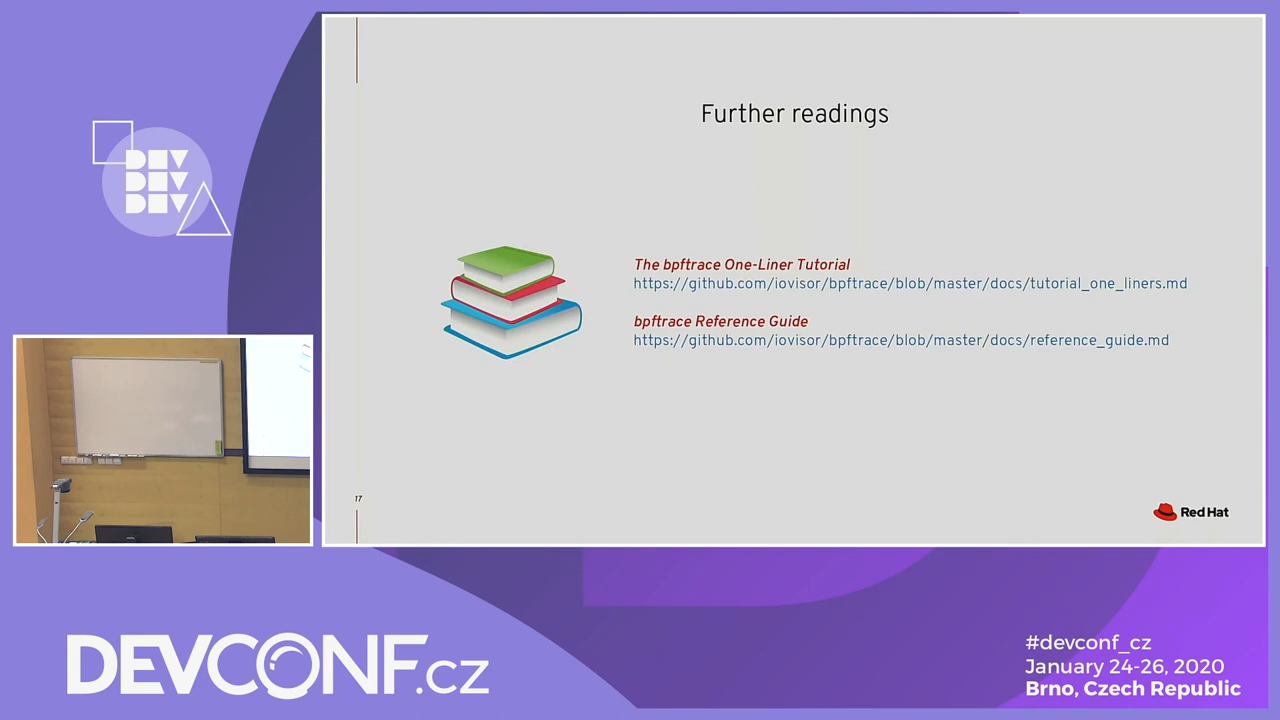 DEV
DEV
DEV
Further readings
The bpftrace One-Liner Tutorial
https://github.com/iovisor/bpftrace/blob/master/docs/tutorial_one_liners.md
bpftrace Reference Guide
https://github.com/iovisor/bpftrace/blob/master/docs/reference_guide.md
17
Red Hat
DEVCONF.cz
#devconf_cz
January 24-26, 2020
Brno, Czech Republic